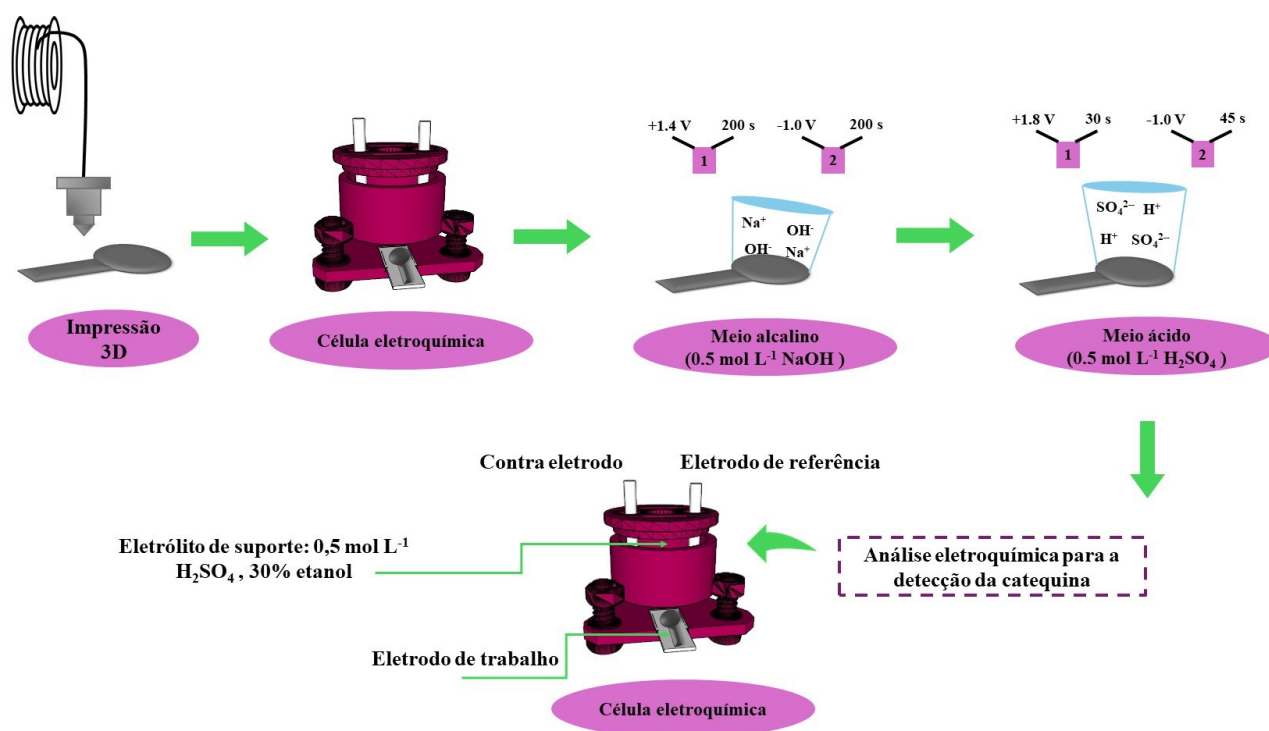 +1.4 V 200 s -1.0 V 200 s
1 2
+1.8 V 30 s -1.0 V 45 s
1 2
Na⁺ OH⁻
OH⁻ Na⁺
SO₄²⁻ H⁺
H⁺ SO₄²⁻
Impressão
3D
Célula eletroquímica
Meio alcalino
(0.5 mol L⁻¹ NaOH )
Meio ácido
(0.5 mol L⁻¹ H₂SO₄ )
Contra eletrodo
Eletrodo de referência
Eletrólito de suporte: 0,5 mol L⁻¹
H₂SO₄ , 30% etanol
Análise eletroquímica para a
detecção da catequina
Eletrodo de trabalho
Célula eletroquímica